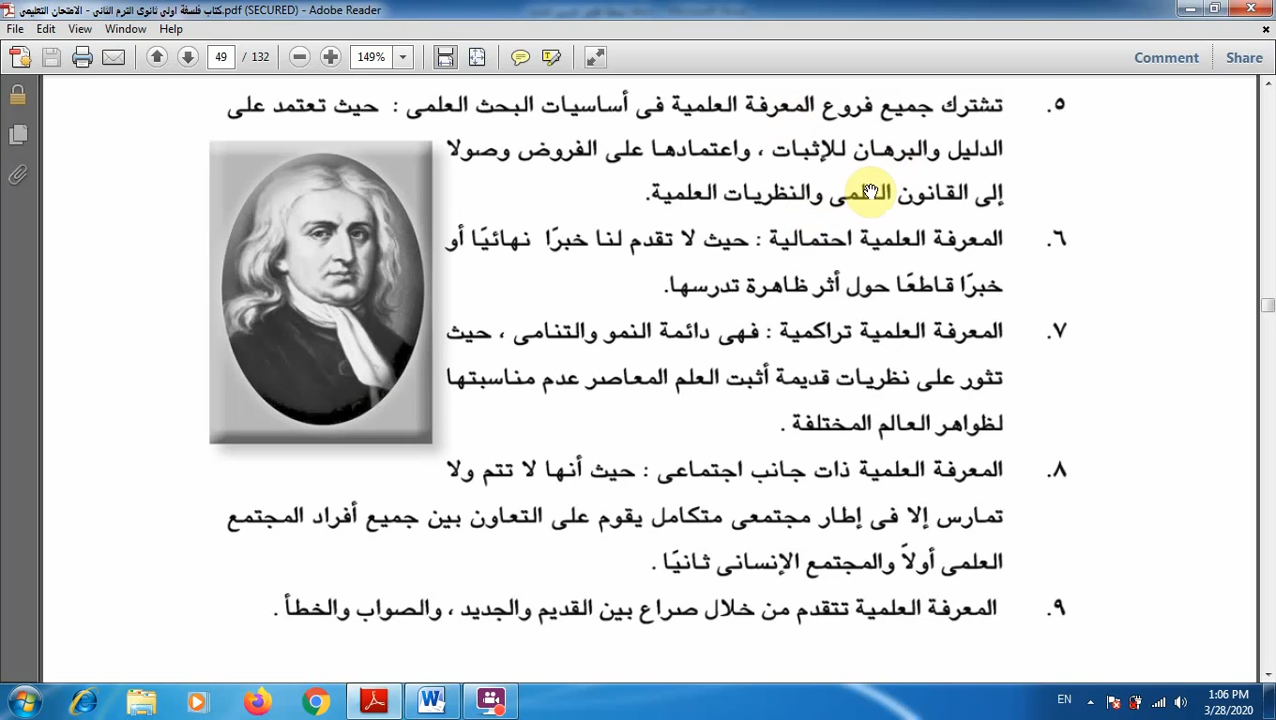 كتاب فلسفة اولى ثانوى الترم الثانى - الامتحان التعليمى.pdf (SECURED) - Adobe Reader
File Edit View Window Help
49 / 132 149% Comment Share
٥. تشترك جميع فروع المعرفة العلمية فى أساسيات البحث العلمى : حيث تعتمد على
الدليل والبرهان للإثبات ، واعتمادها على الفروض وصولا
إلى القانون العلمى والنظريات العلمية.
٦. المعرفة العلمية احتمالية : حيث لا تقدم لنا خبرًا نهائيًا أو
خبرًا قاطعًا حول أثر ظاهرة تدرسها.
٧. المعرفة العلمية تراكمية : فهى دائمة النمو والتنامى ، حيث
تثور على نظريات قديمة أثبت العلم المعاصر عدم مناسبتها
لظواهر العالم المختلفة .
٨. المعرفة العلمية ذات جانب اجتماعى : حيث أنها لا تتم ولا
تمارس إلا فى إطار مجتمعى متكامل يقوم على التعاون بين جميع أفراد المجتمع
العلمى أولاً والمجتمع الإنسانى ثانيًا .
٩. المعرفة العلمية تتقدم من خلال صراع بين القديم والجديد ، والصواب والخطأ .
EN 1:06 PM
3/28/2020